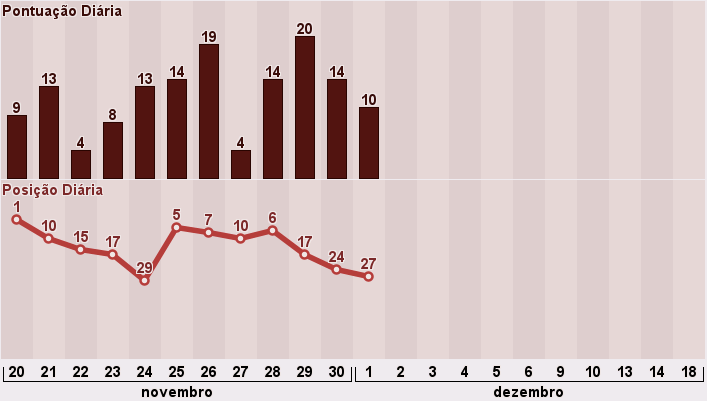 Pontuação Diária
9 13 4 8 13 14 19 4 14 20 14 10
Posição Diária
1 10 15 17 29 5 7 10 6 17 24 27
20 21 22 23 24 25 26 27 28 29 30 1 2 3 4 5 6 9 10 13 14 18
novembro dezembro